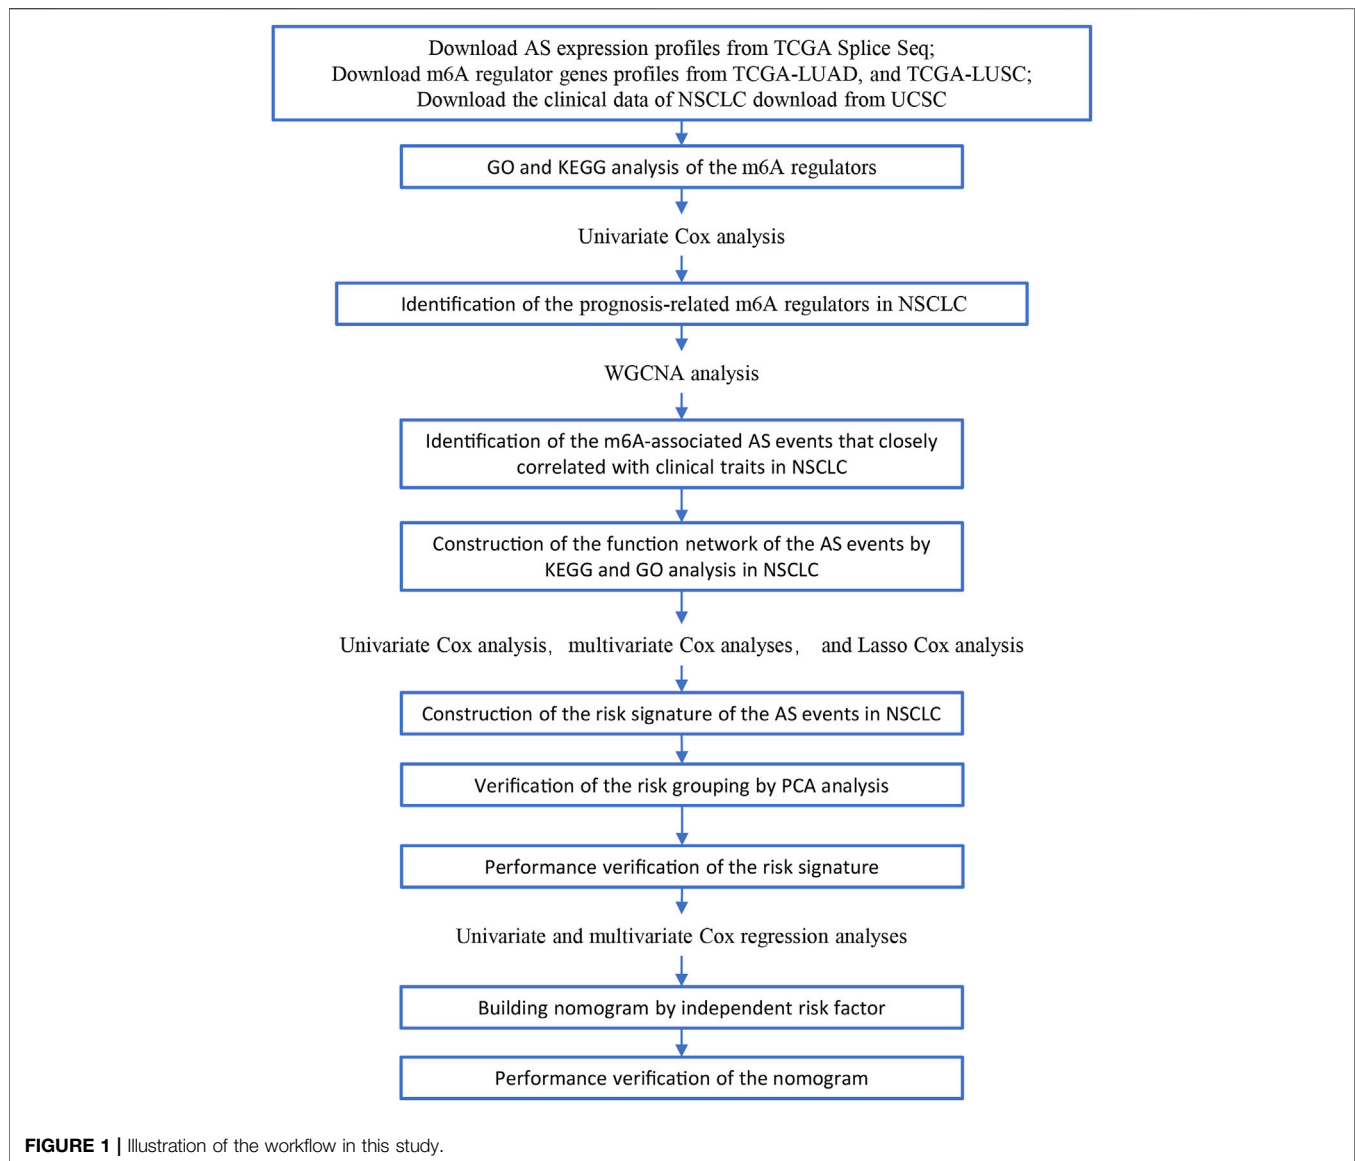 Download AS expression profiles from TCGA Splice Seq;
Download m6A regulator genes profiles from TCGA-LUAD, and TCGA-LUSC;
Download the clinical data of NSCLC download from UCSC
GO and KEGG analysis of the m6A regulators
Univariate Cox analysis
Identification of the prognosis-related m6A regulators in NSCLC
WGCNA analysis
Identification of the m6A-associated AS events that closely
correlated with clinical traits in NSCLC
Construction of the function network of the AS events by
KEGG and GO analysis in NSCLC
Univariate Cox analysis, multivariate Cox analyses, and Lasso Cox analysis
Construction of the risk signature of the AS events in NSCLC
Verification of the risk grouping by PCA analysis
Performance verification of the risk signature
Univariate and multivariate Cox regression analyses
Building nomogram by independent risk factor
Performance verification of the nomogram
FIGURE 1 | Illustration of the workflow in this study.